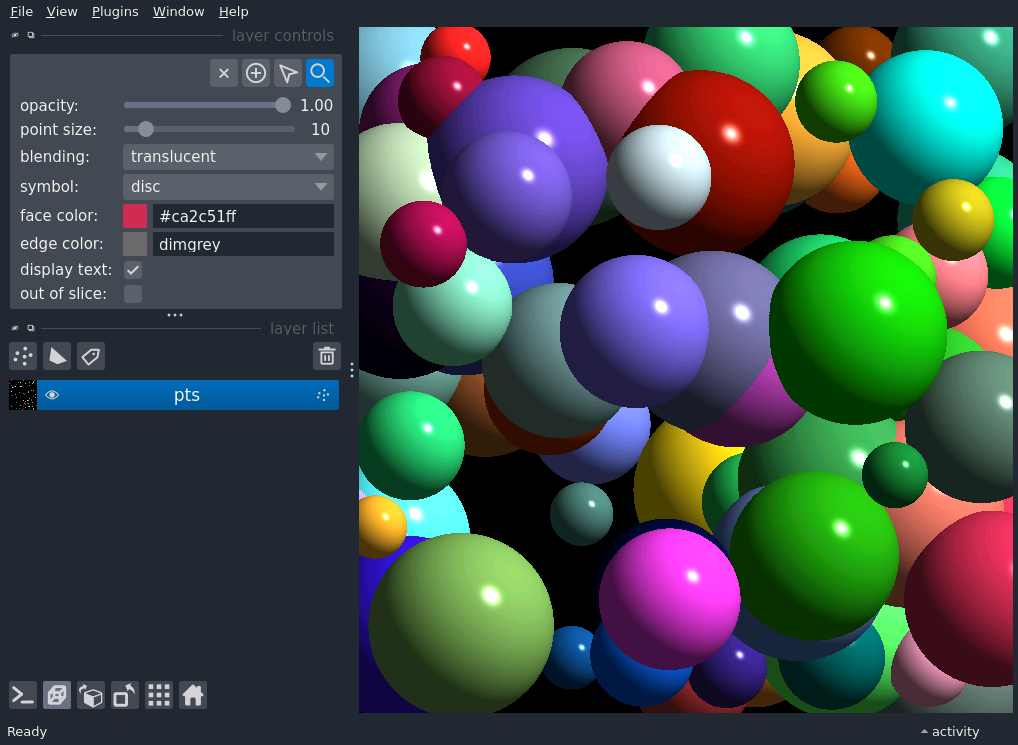 File View Plugins Window Help
layer controls
opacity: 1.00
point size: 10
blending: translucent
symbol: disc
face color: #ca2c51ff
edge color: dimgrey
display text:
out of slice:
layer list
pts
Ready activity